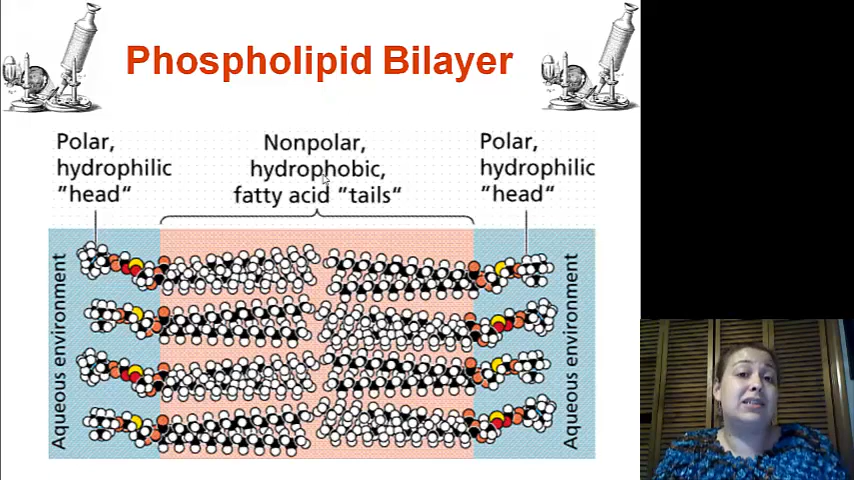 Phospholipid Bilayer
Polar,
hydrophilic
"head"
Nonpolar,
hydrophobic,
fatty acid "tails"
Polar,
hydrophilic
"head"
Aqueous environment
Aqueous environment